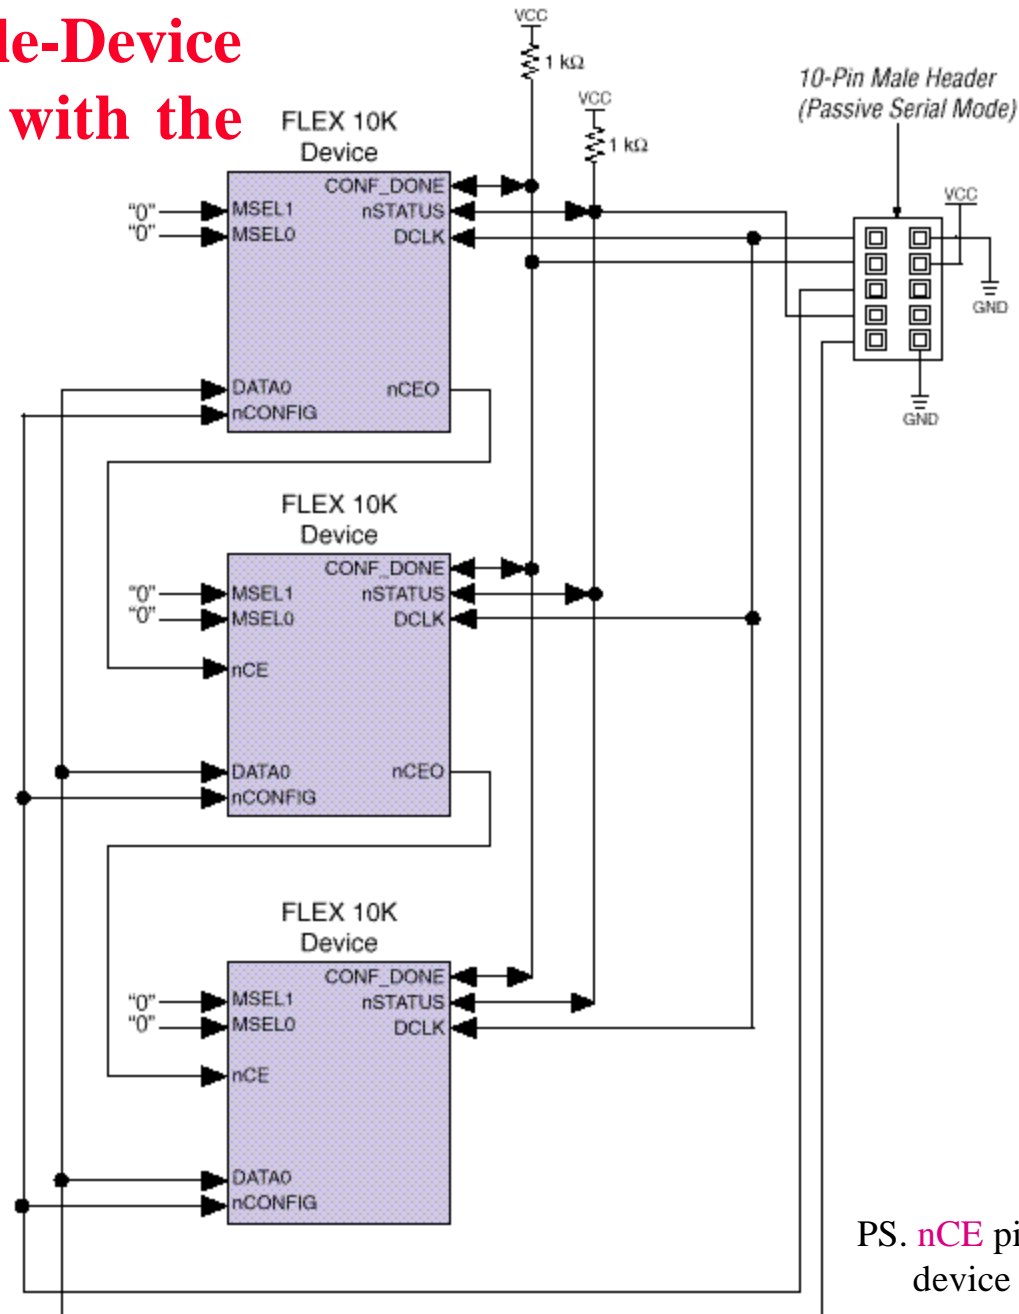 le-Device
with the
VCC
1 kΩ
VCC
1 kΩ
10-Pin Male Header
(Passive Serial Mode)
VCC
GND
GND
FLEX 10K
Device
CONF_DONE
"0" MSEL1 nSTATUS
"0" MSEL0 DCLK
DATA0 nCEO
nCONFIG
FLEX 10K
Device
CONF_DONE
"0" MSEL1 nSTATUS
"0" MSEL0 DCLK
nCE
DATA0 nCEO
nCONFIG
FLEX 10K
Device
CONF_DONE
"0" MSEL1 nSTATUS
"0" MSEL0 DCLK
nCE
DATA0
nCONFIG
PS. nCE pi
device